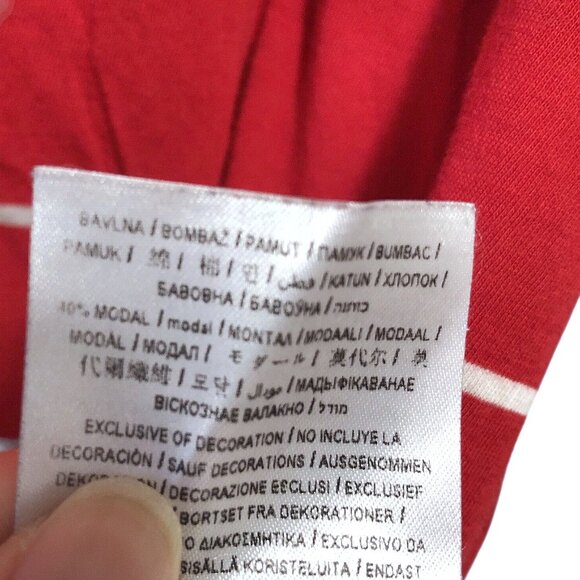 BAVLNA / BOMBAŽ / PAMUT / ПАМУК / BUMBAC /
PAMUK / 綿 / 棉 / 면 / قطن / KATUN / ХЛОПОК /
БАВОВНА / БАВОЎНА / כותנה
40% MODAL / modal / ΜΟΝΤΑΛ / MODAALI / MODAAL /
MODĀL / МОДАЛ / モダール / 莫代尔 / 莫
代爾纖維 / 모달 / مودال / МАДЫФІКАВАНАЕ
ВІСКОЗНАЕ ВАЛАКНО / מודל
EXCLUSIVE OF DECORATION / NO INCLUYE LA
DECORACIÓN / SAUF DECORATIONS / AUSGENOMMEN
DEKO / DECORAZIONE ESCLUSI / EXCLUSIEF
BORTSET FRA DEKORATIONER /
ΔΙΑΚΟΣΜΗΤΙΚΑ / EXCLUSIVO DA
SISÄLLÄ KORISTELUITA / ENDAST